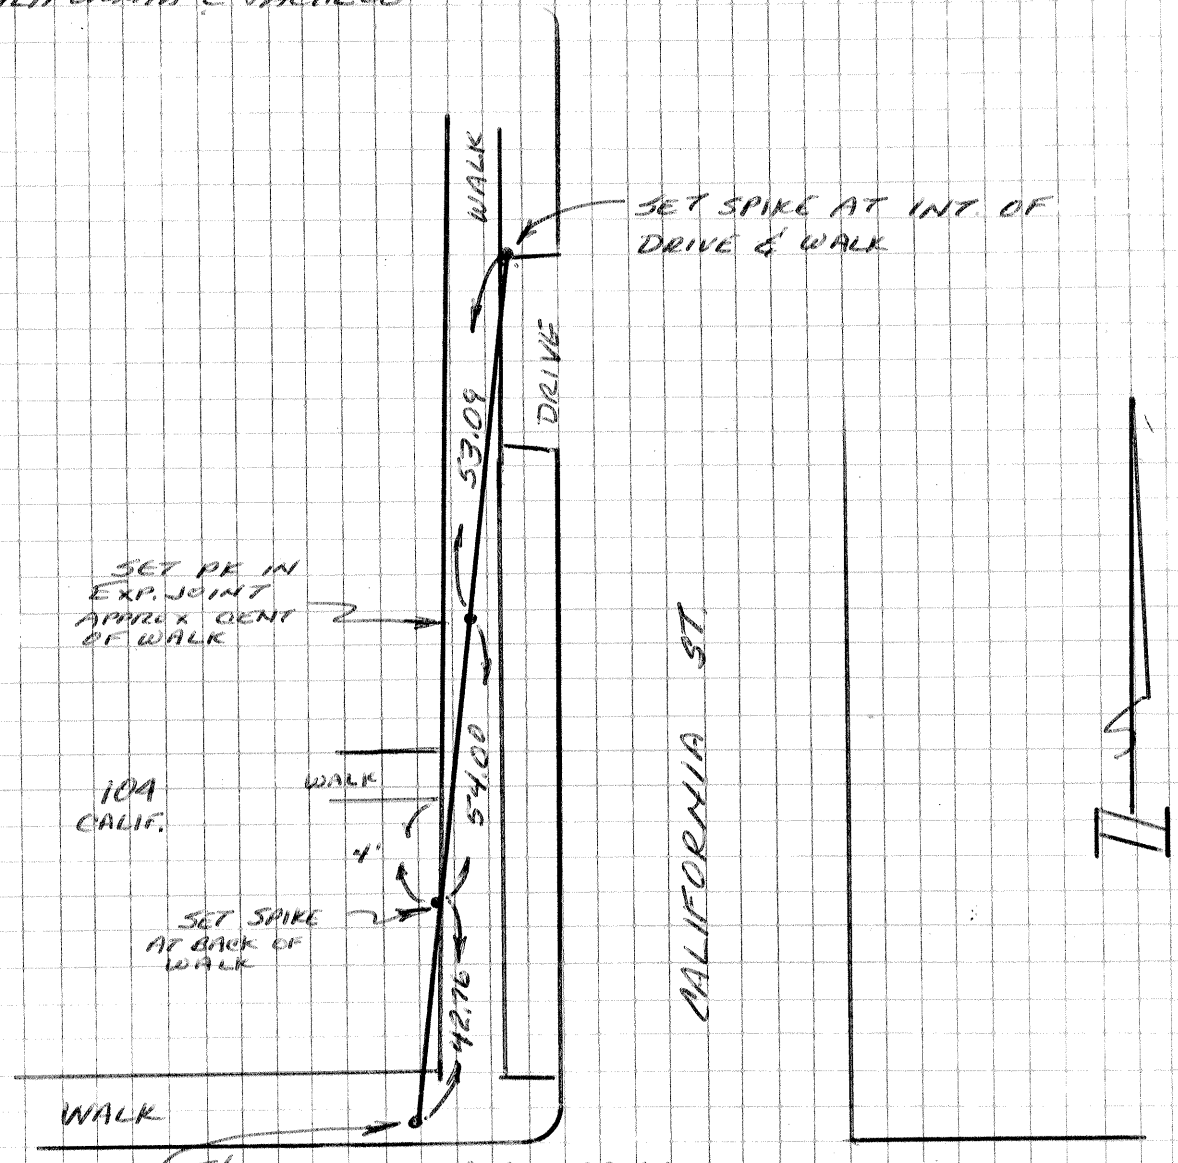 WALK
SET SPIKE AT INT. OF
DRIVE & WALK
DRIVE
53.09
SET PK IN
EXP. JOINT
APPROX CENT
OF WALK
CALIFORNIA ST.
54.00
WALK
104
CALIF.
4'
SET SPIKE
AT BACK OF
WALK
42.76
WALK
N